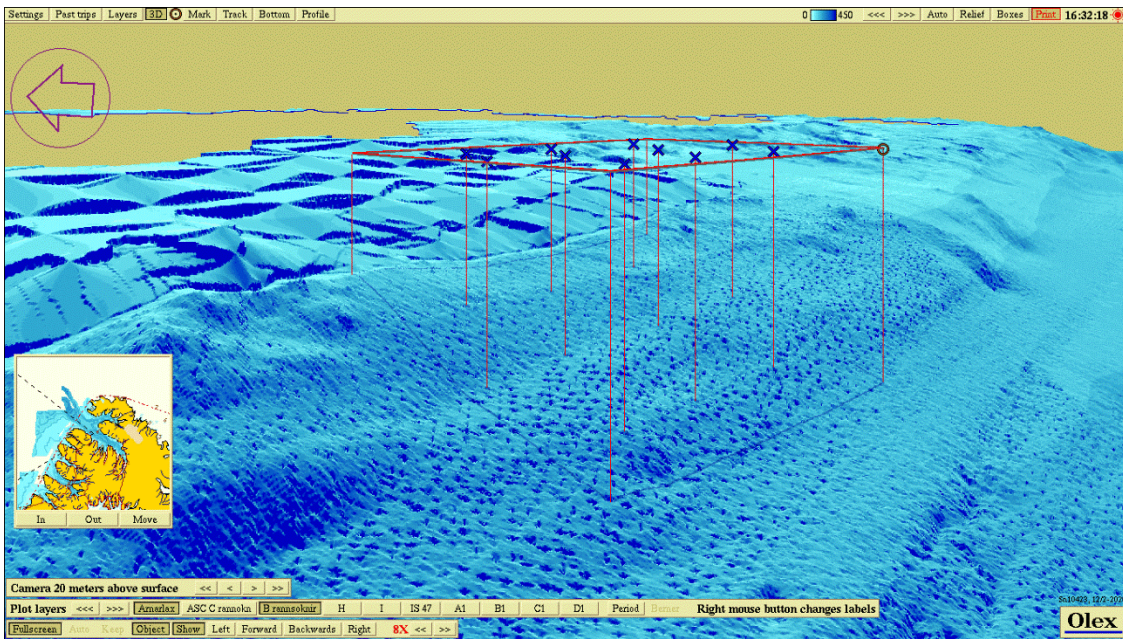 Settings Past trips Layers 3D Mark Track Bottom Profile 0 450 <<< >>> Auto Relief Boxes Print 16:32:18
In Out Move
Camera 20 meters above surface << < > >>
Plot layers <<< >>> Amarlax ASC C rannokn B rannsoknir H I IS 47 A1 B1 C1 D1 Period Right mouse button changes labels
Fullscreen Auto Keep Object Show Left Forward Backwards Right 8X << >>
Olex